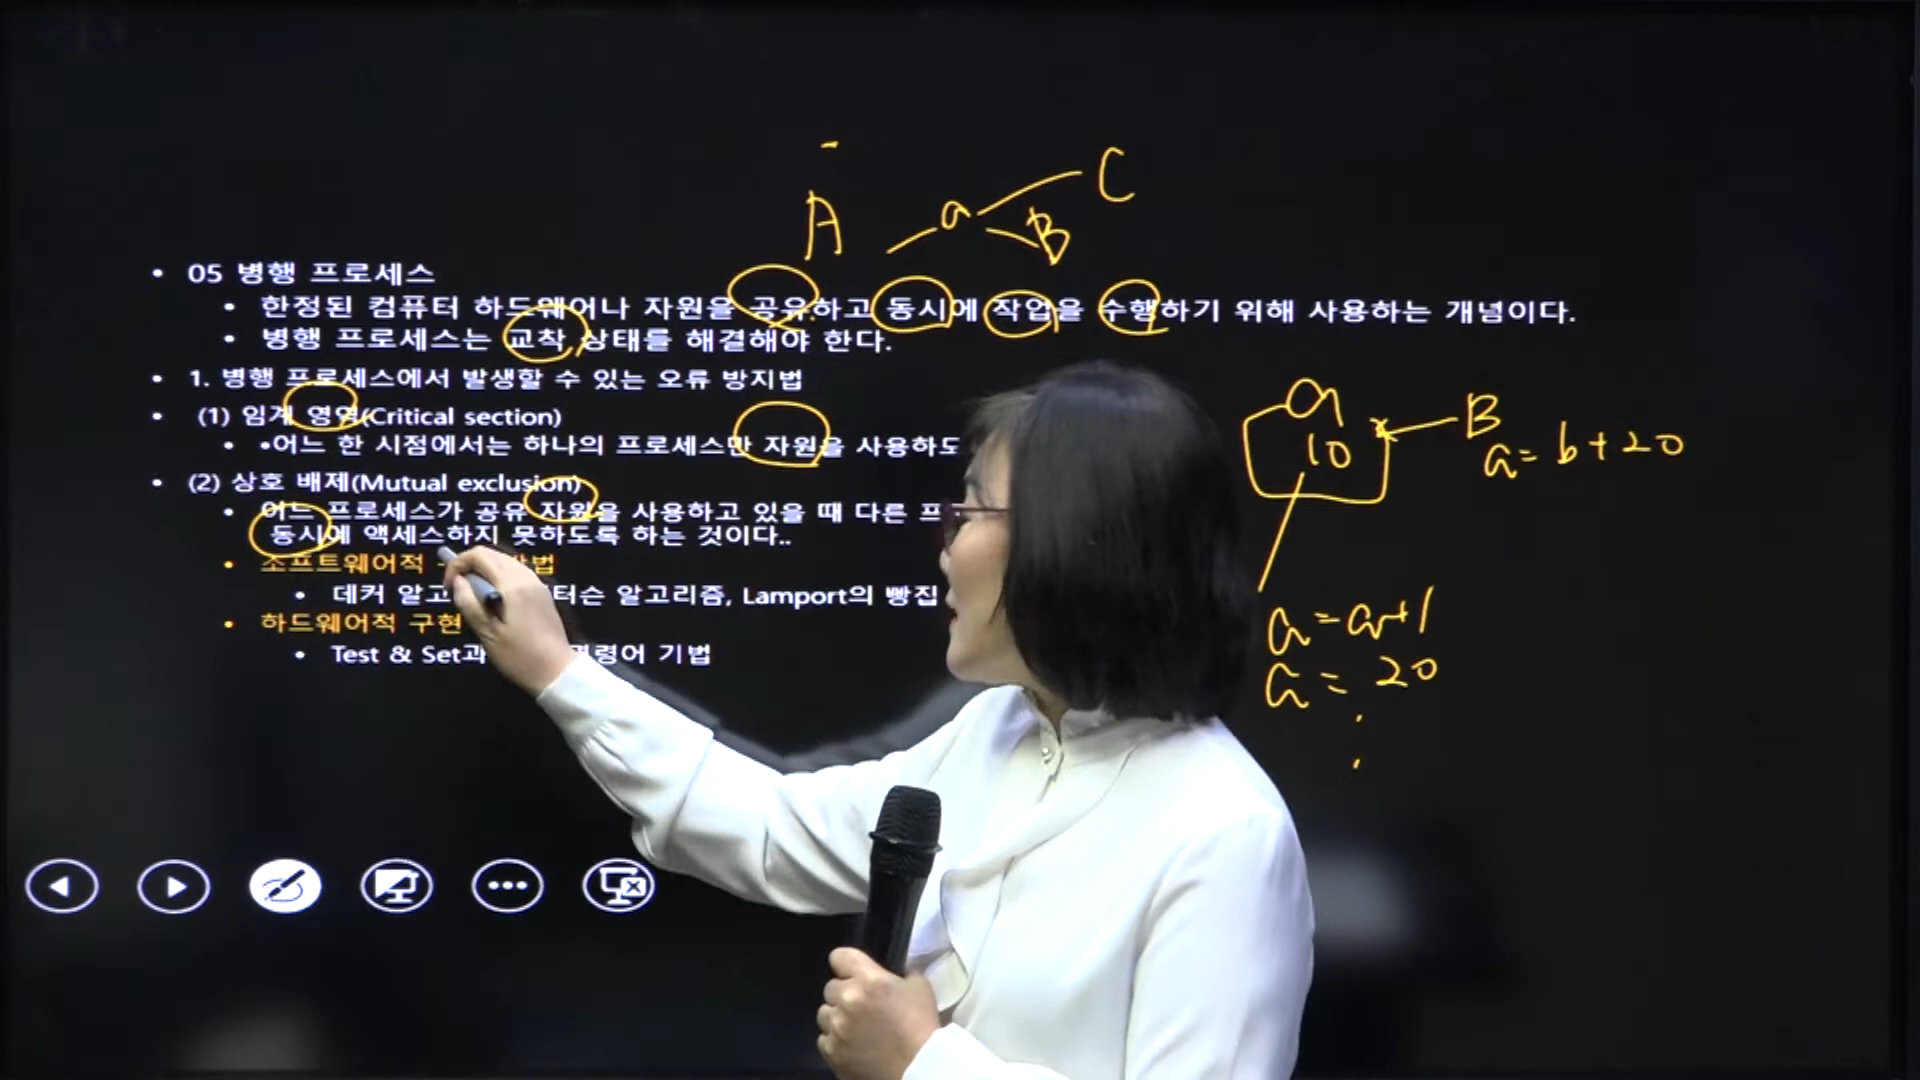 A a C
B
• 05 병행 프로세스
• 한정된 컴퓨터 하드웨어나 자원을 공유하고 동시에 작업을 수행하기 위해 사용하는 개념이다.
• 병행 프로세스는 교착 상태를 해결해야 한다.
• 1. 병행 프로세스에서 발생할 수 있는 오류 방지법
• (1) 임계 영역(Critical section)
• •어느 한 시점에서는 하나의 프로세스만 자원을 사용하도
• (2) 상호 배제(Mutual exclusion)
• 어느 프로세스가 공유 자원을 사용하고 있을 때 다른 프
동시에 액세스하지 못하도록 하는 것이다..
• 소프트웨어적
• 데커 알고 터슨 알고리즘, Lamport의 빵집
• 하드웨어적 구현
• Test & Set과 명령어 기법
a
10
B
a = b + 20
a = a+1
a = 20